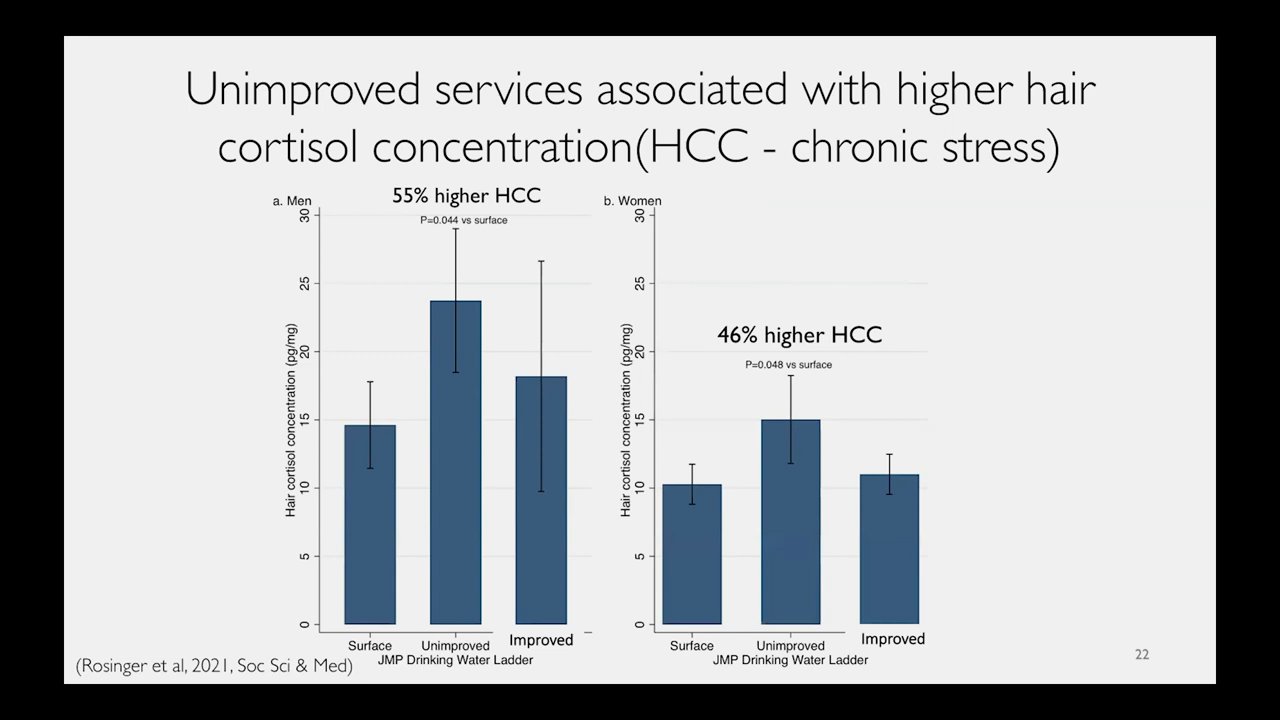 Unimproved services associated with higher hair
cortisol concentration(HCC - chronic stress)
a. Men
55% higher HCC
P=0.044 vs surface
Hair cortisol concentration (pg/mg)
30
25
20
15
10
5
0
Surface
Unimproved
Improved
JMP Drinking Water Ladder
b. Women
46% higher HCC
P=0.048 vs surface
Hair cortisol concentration (pg/mg)
30
25
20
15
10
5
0
Surface
Unimproved
Improved
JMP Drinking Water Ladder
(Rosinger et al, 2021, Soc Sci & Med)
22